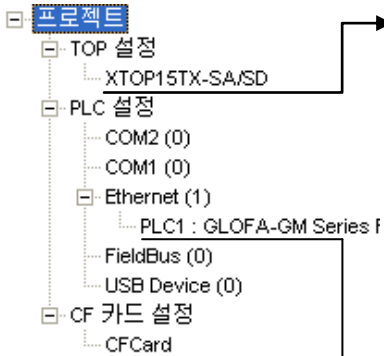 프로젝트
TOP 설정
XTOP15TX-SA/SD
PLC 설정
COM2 (0)
COM1 (0)
Ethernet (1)
PLC1 : GLOFA-GM Series
FieldBus (0)
USB Device (0)
CF 카드 설정
CFCard